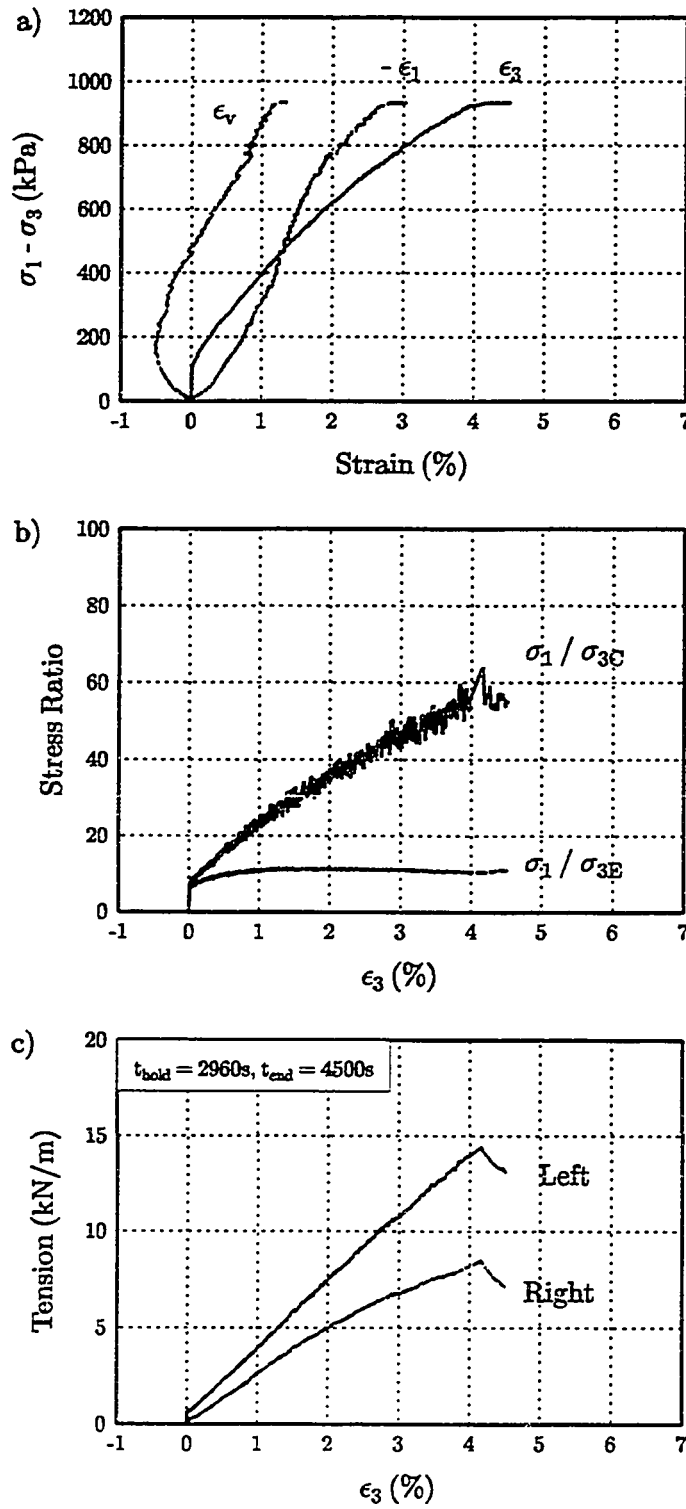 a)
1200
1000
800
600
400
200
0
σ₁ - σ₃ (kPa)
ϵᵥ
- ϵ₁
ϵ₃
-1 0 1 2 3 4 5 6 7
Strain (%)
b)
100
80
60
40
20
0
Stress Ratio
σ₁ / σ₃C
σ₁ / σ₃E
-1 0 1 2 3 4 5 6 7
ϵ₃ (%)
c)
20
15
10
5
0
Tension (kN/m)
t_hold = 2960s, t_end = 4500s
Left
Right
-1 0 1 2 3 4 5 6 7
ϵ₃ (%)